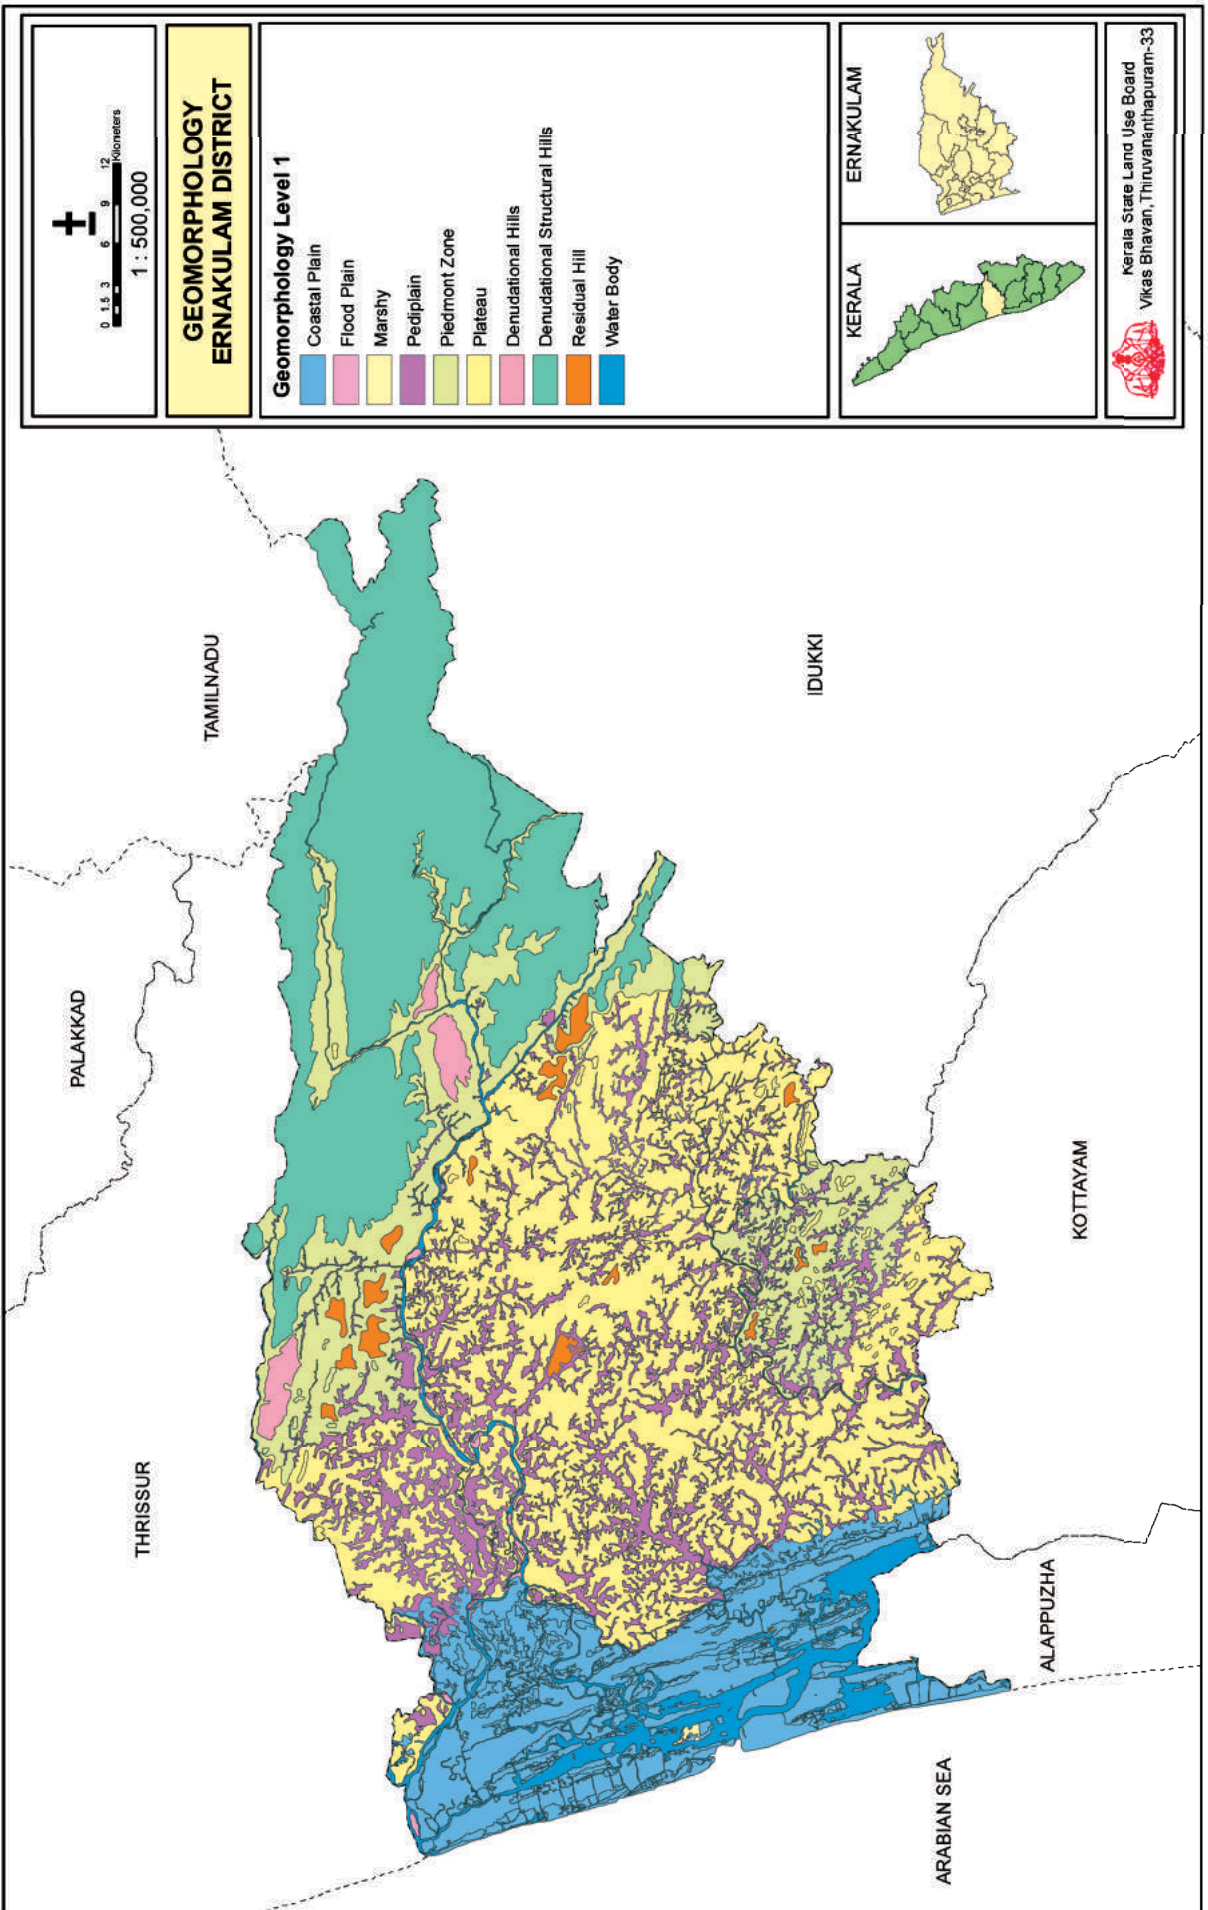 0 1.5 3 6 9 12
Kilometers
1 : 500,000
GEOMORPHOLOGY
ERNAKULAM DISTRICT
Geomorphology Level 1
Coastal Plain
Flood Plain
Marshy
Pediplain
Piedmont Zone
Plateau
Denudational Hills
Denudational Structural Hills
Residual Hill
Water Body
KERALA
ERNAKULAM
Kerala State Land Use Board
Vikas Bhavan,Thiruvananthapuram-33
THRISSUR
PALAKKAD
TAMILNADU
ARABIAN SEA
ALAPPUZHA
KOTTAYAM
IDUKKI